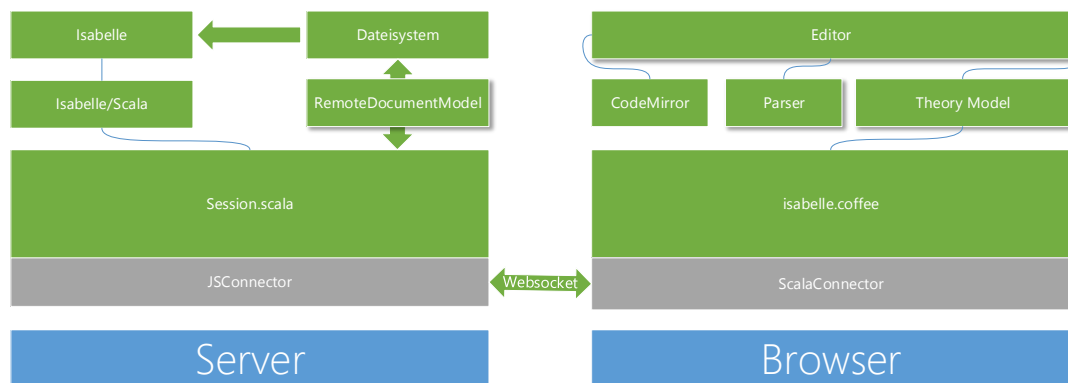 Isabelle
Dateisystem
Editor
Isabelle/Scala
RemoteDocumentModel
CodeMirror
Parser
Theory Model
Session.scala
isabelle.coffee
JSConnector
Websocket
ScalaConnector
Server
Browser